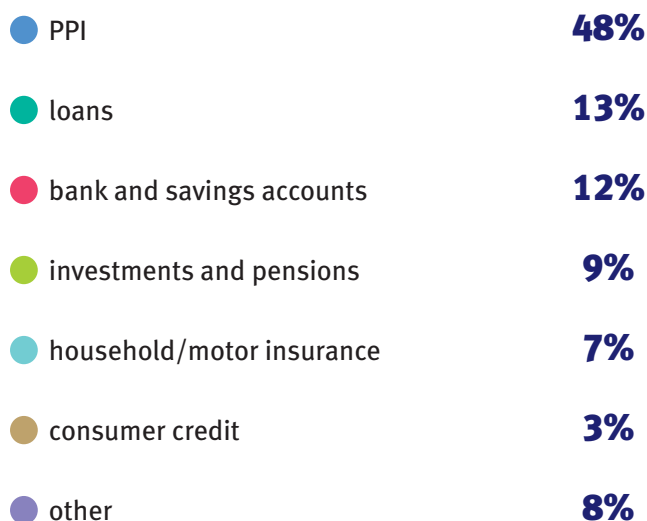 PPI 48%
loans 13%
bank and savings accounts 12%
investments and pensions 9%
household/motor insurance 7%
consumer credit 3%
other 8%